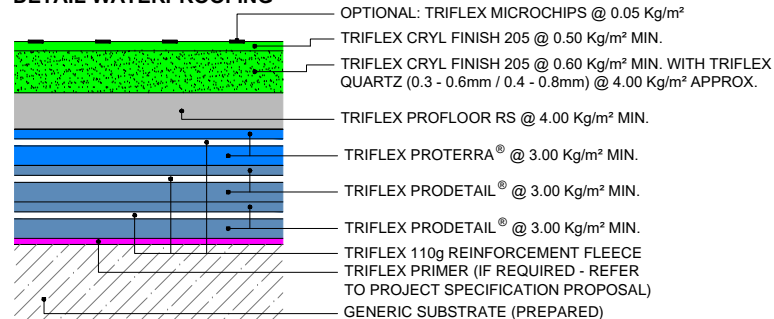 DETAIL WATERPROOFING
OPTIONAL: TRIFLEX MICROCHIPS @ 0.05 Kg/m²
TRIFLEX CRYL FINISH 205 @ 0.50 Kg/m² MIN.
TRIFLEX CRYL FINISH 205 @ 0.60 Kg/m² MIN. WITH TRIFLEX
QUARTZ (0.3 - 0.6mm / 0.4 - 0.8mm) @ 4.00 Kg/m² APPROX.
TRIFLEX PROFLOOR RS @ 4.00 Kg/m² MIN.
TRIFLEX PROTERRA® @ 3.00 Kg/m² MIN.
TRIFLEX PRODETAIL® @ 3.00 Kg/m² MIN.
TRIFLEX PRODETAIL® @ 3.00 Kg/m² MIN.
TRIFLEX 110g REINFORCEMENT FLEECE
TRIFLEX PRIMER (IF REQUIRED - REFER
TO PROJECT SPECIFICATION PROPOSAL)
GENERIC SUBSTRATE (PREPARED)